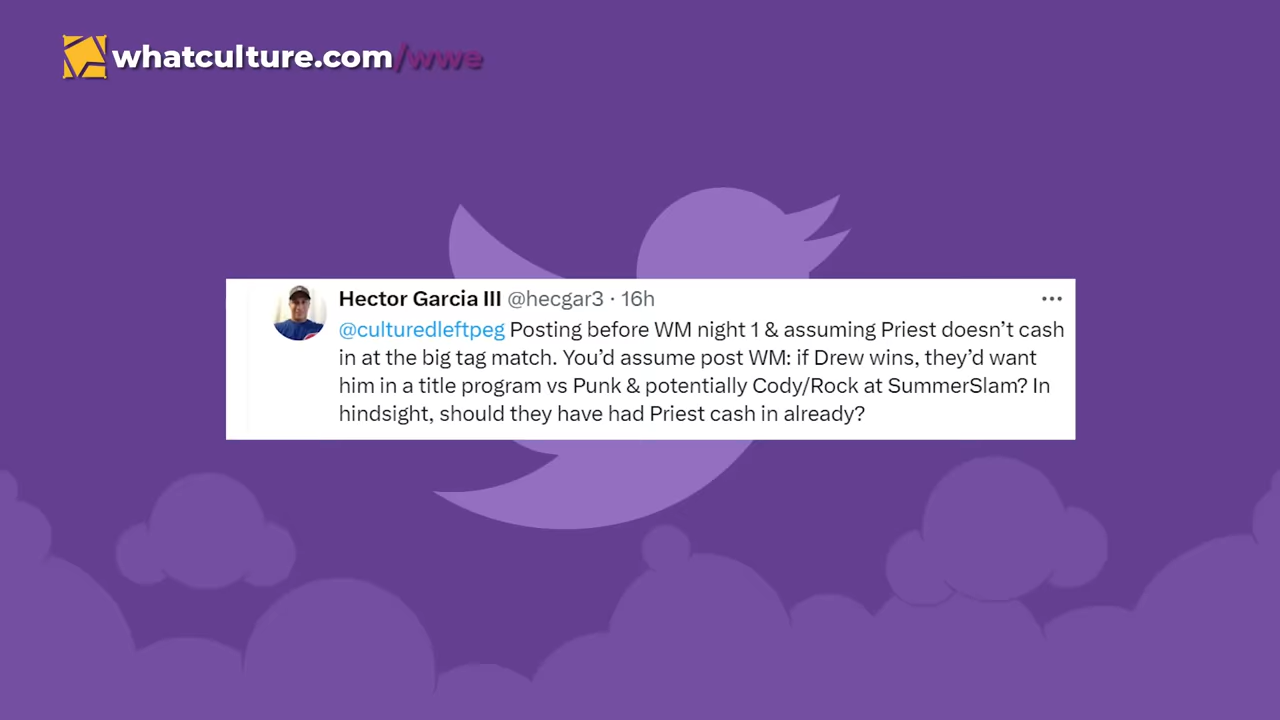 whatculture.com/wwe
Hector Garcia III @hecgar3 · 16h
@culturedleftpeg Posting before WM night 1 & assuming Priest doesn’t cash
in at the big tag match. You’d assume post WM: if Drew wins, they’d want
him in a title program vs Punk & potentially Cody/Rock at SummerSlam? In
hindsight, should they have had Priest cash in already?